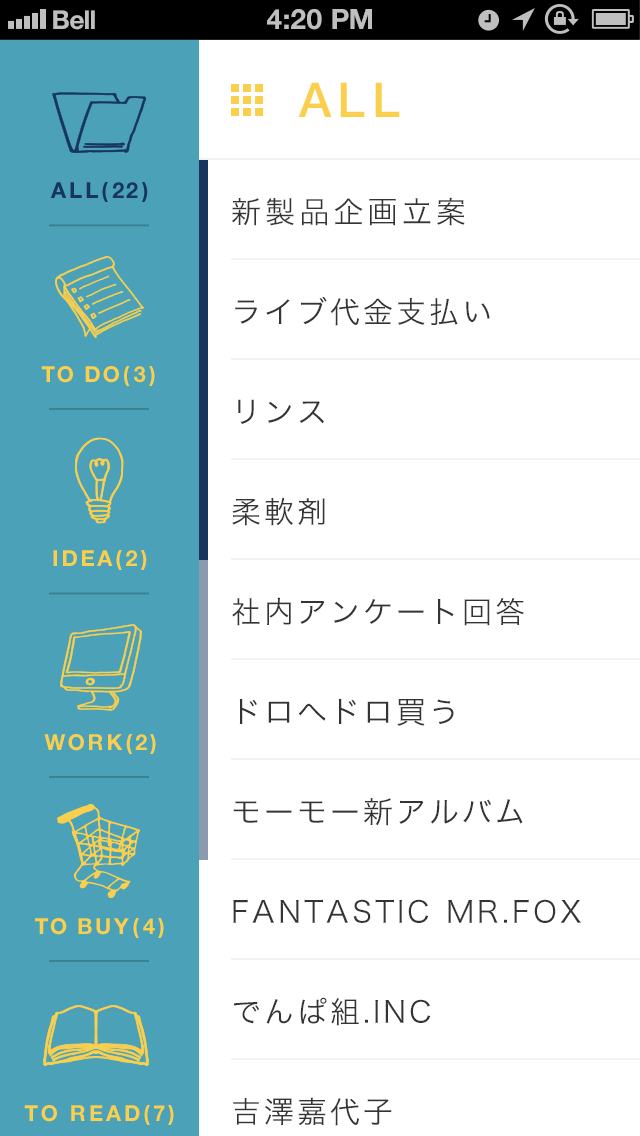 Bell 4:20 PM
ALL(22)
TO DO(3)
IDEA(2)
WORK(2)
TO BUY(4)
TO READ(7)
ALL
新製品企画立案
ライブ代金支払い
リンス
柔軟剤
社内アンケート回答
ドロヘドロ買う
モーモー新アルバム
FANTASTIC MR.FOX
でんぱ組.INC
吉澤嘉代子